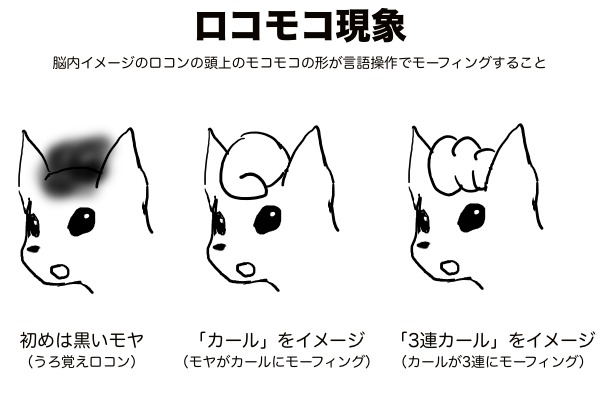 ロコモコ現象
脳内イメージのロコンの頭上のモコモコの形が言語操作でモーフィングすること
初めは黒いモヤ
（うろ覚えロコン）
「カール」をイメージ
（モヤがカールにモーフィング）
「3連カール」をイメージ
（カールが3連にモーフィング）